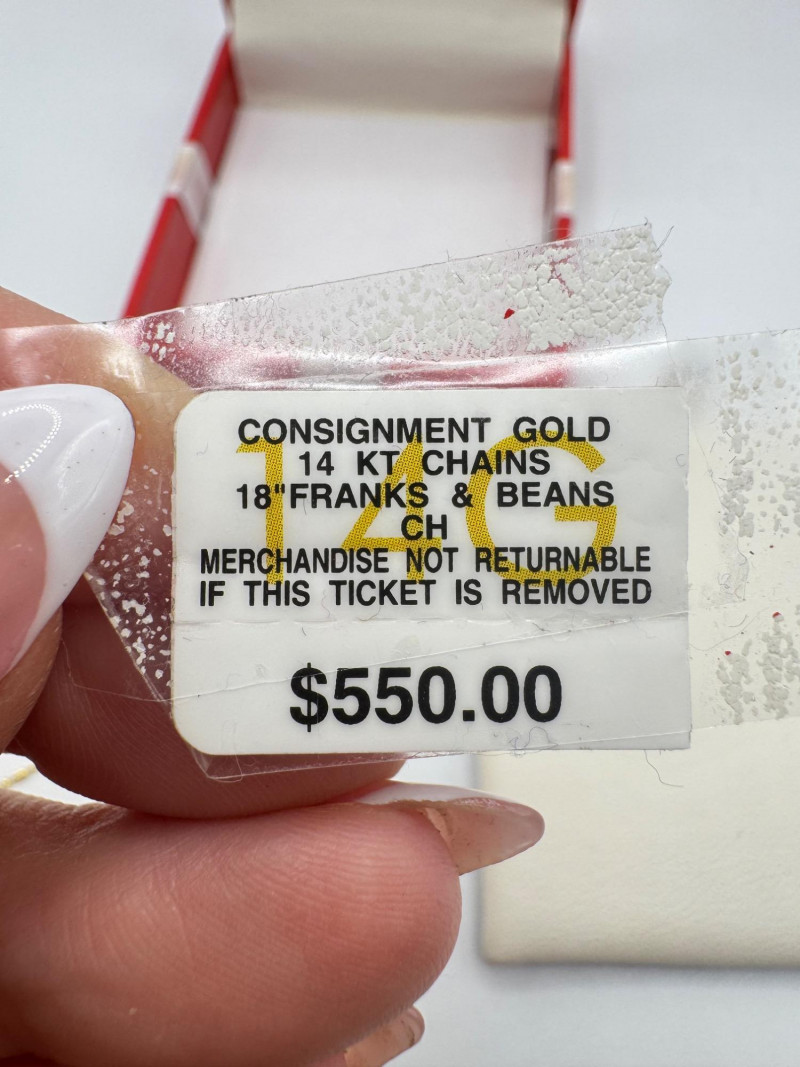 CONSIGNMENT GOLD
14 KT CHAINS
18"FRANKS & BEANS
CH
MERCHANDISE NOT RETURNABLE
IF THIS TICKET IS REMOVED
14G
$550.00